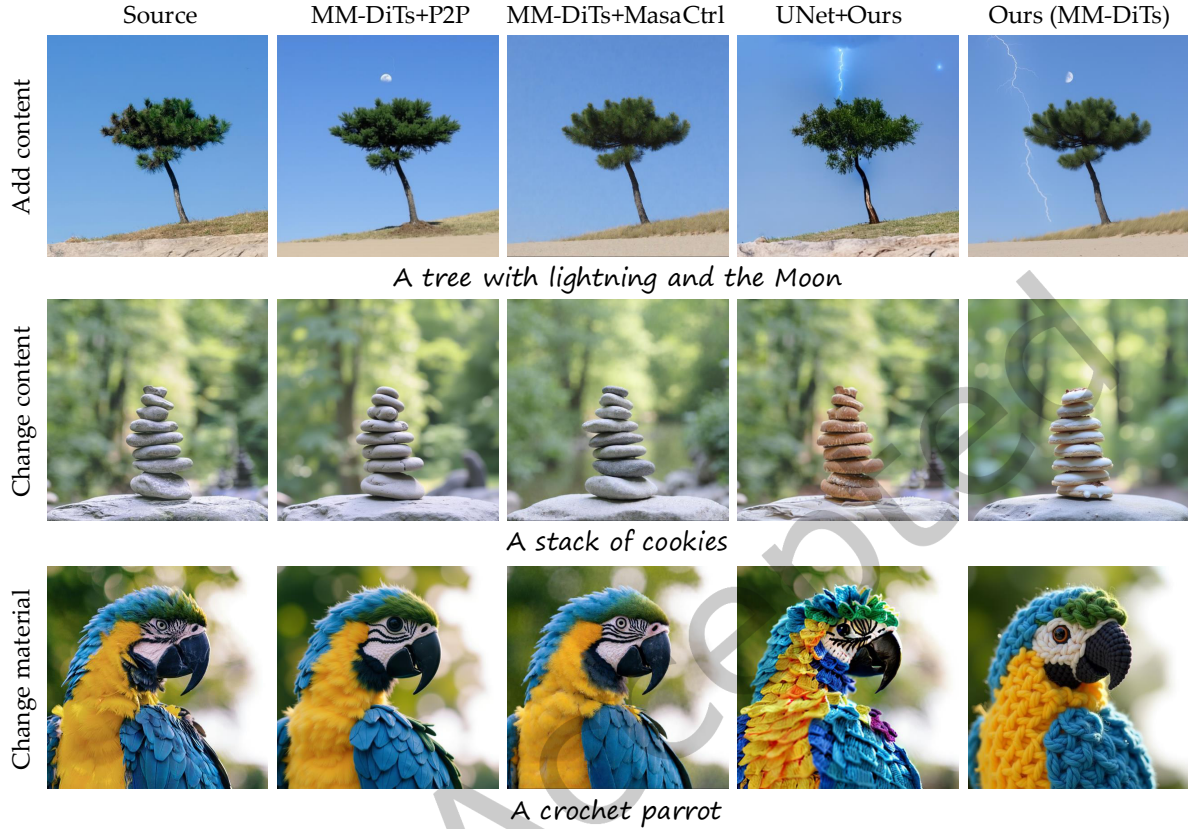 Source MM-DiTs+P2P MM-DiTs+MasaCtrl UNet+Ours Ours (MM-DiTs)
Add content
A tree with lightning and the Moon
Change content
A stack of cookies
Change material
A crochet parrot
Accepted